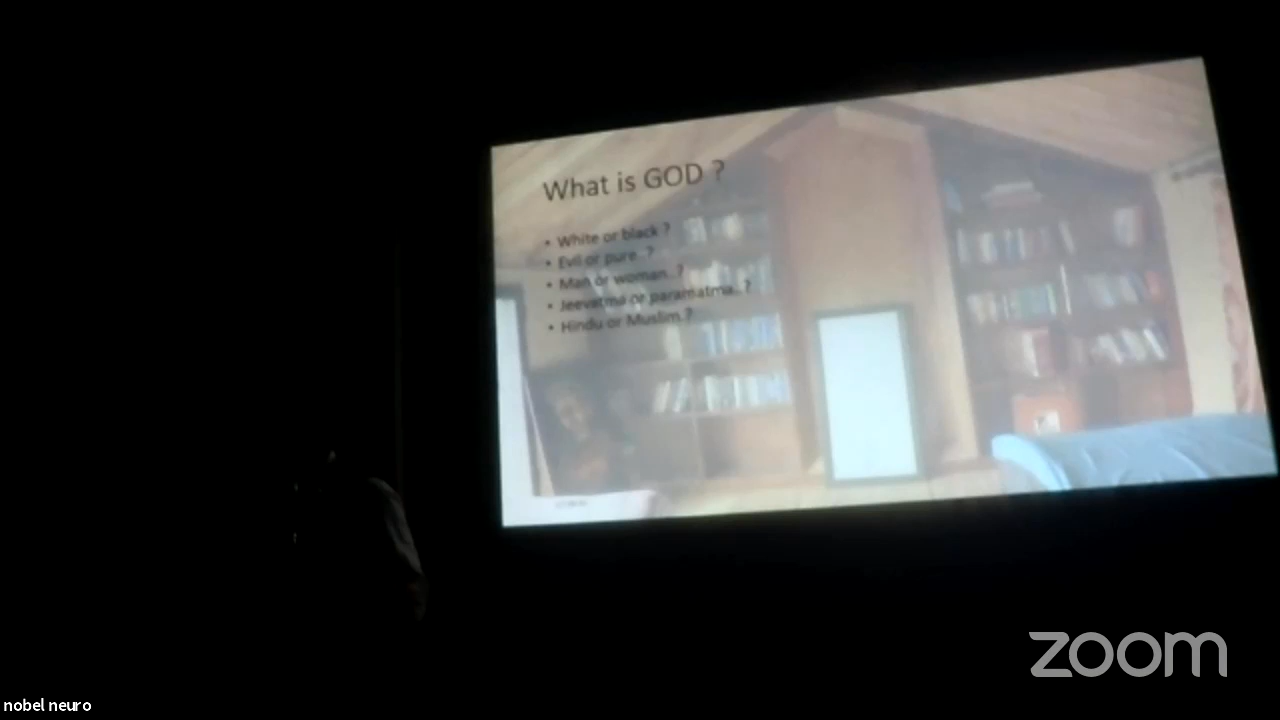 What is GOD ?
• White or black ?
• Evil or pure..?
• Man or woman..?
• Jeevatma or paramatma..?
• Hindu or Muslim.?
zoom
nobel neuro